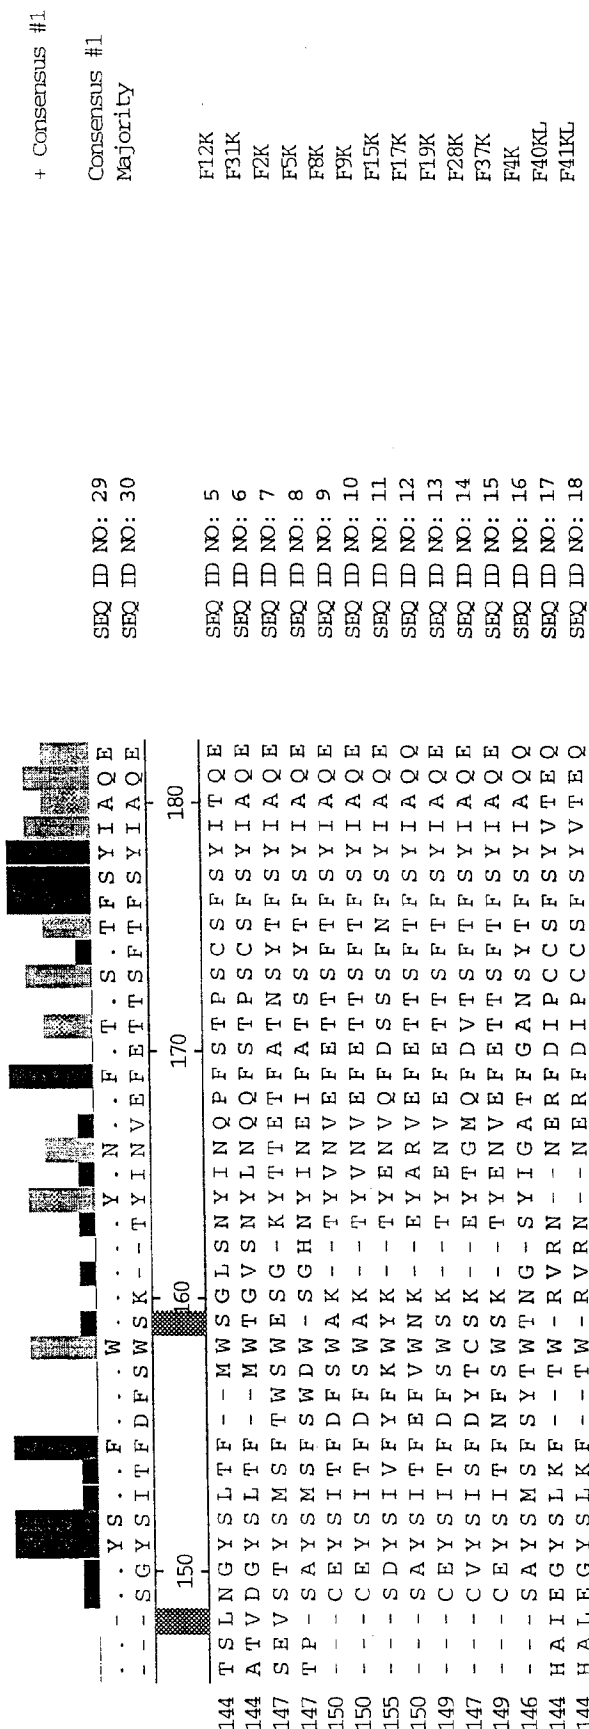 + Consensus #1
. . . . . Y S . . F . . . W . . . . . Y . N . . F . T . S . T F S Y I A Q E SEQ ID NO: 29 Consensus #1
- - - S G Y S I T F D F S W S K - - T Y I N V E F E T T S F T F S Y I A Q E SEQ ID NO: 30 Majority
150 160 170 180
144 T S L N G Y S L T F - - M W S G L S N Y I N Q P F S T P S C S F S Y I T Q E SEQ ID NO: 5 F12K
144 A T V D G Y S L T F - - M W T G V S N Y L N Q Q F S T P S C S F S Y I A Q E SEQ ID NO: 6 F31K
147 S E V S T Y S M S F T W S W E S G - K Y T T E T F A T N S Y T F S Y I A Q E SEQ ID NO: 7 F2K
147 T P - S A Y S M S F S W D W - S G H N Y I N E I F A T S S Y T F S Y I A Q E SEQ ID NO: 8 F5K
150 - - - C E Y S I T F D F S W A K - - T Y V N V E F E T T S F T F S Y I A Q E SEQ ID NO: 9 F8K
150 - - - C E Y S I T F D F S W A K - - T Y V N V E F E T T S F T F S Y I A Q E SEQ ID NO: 10 F9K
155 - - - S D Y S I V F Y F K W Y K - - T Y E N V Q F D S S S F N F S Y I A Q E SEQ ID NO: 11 F15K
150 - - - S A Y S I T F E F V W N K - - E Y A R V E F E T T S F T F S Y I A Q Q SEQ ID NO: 12 F17K
149 - - - C E Y S I T F D F S W S K - - T Y E N V E F E T T S F T F S Y I A Q E SEQ ID NO: 13 F19K
147 - - - C V Y S I S F D Y T C S K - - E Y T G M Q F D V T S F T F S Y I A Q E SEQ ID NO: 14 F28K
149 - - - C E Y S I T F N F S W S K - - T Y E N V E F E T T S F T F S Y I A Q E SEQ ID NO: 15 F37K
146 - - - S A Y S M S F S Y T W T N G - S Y I G A T F G A N S Y T F S Y I A Q Q SEQ ID NO: 16 F4K
144 H A I E G Y S L K F - - T W - R V R N - - N E R F D I P C C S F S Y V T E Q SEQ ID NO: 17 F40KL
144 H A L E G Y S L K F - - T W - R V R N - - N E R F D I P C C S F S Y V T E Q SEQ ID NO: 18 F41KL